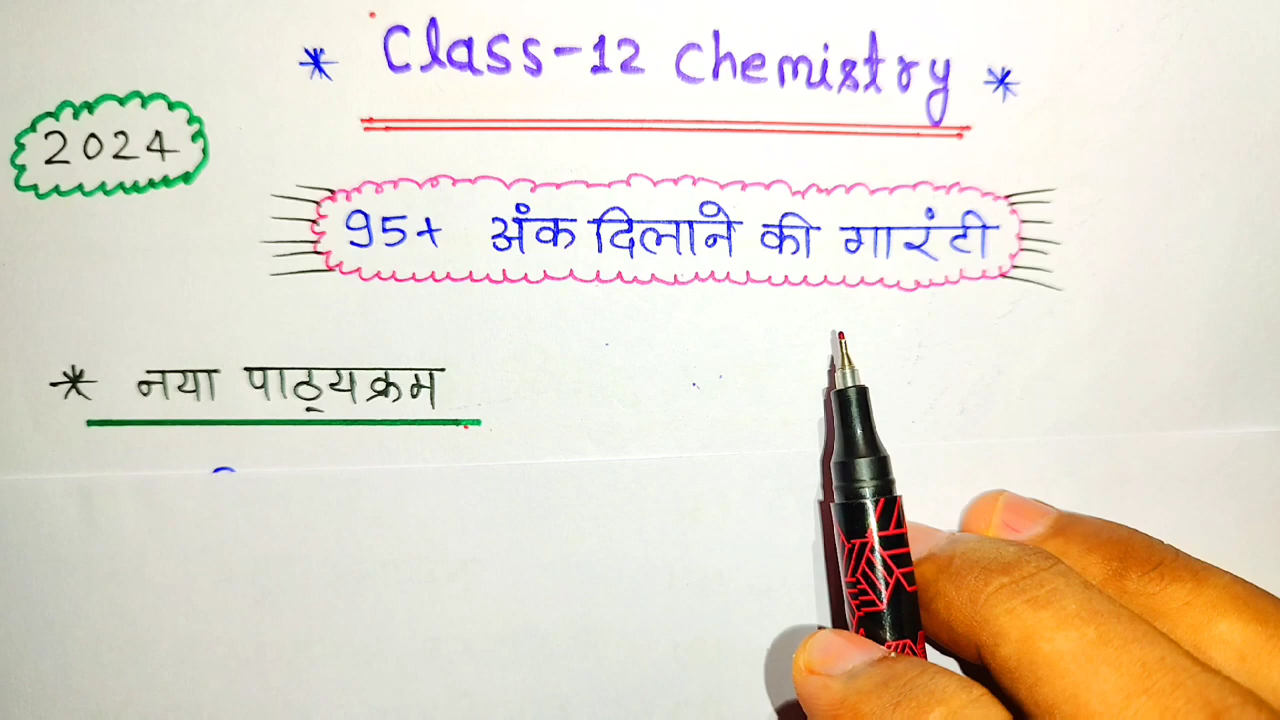 * Class-12 Chemistry *
2024
95+ अंक दिलाने की गारंटी
* नया पाठ्यक्रम